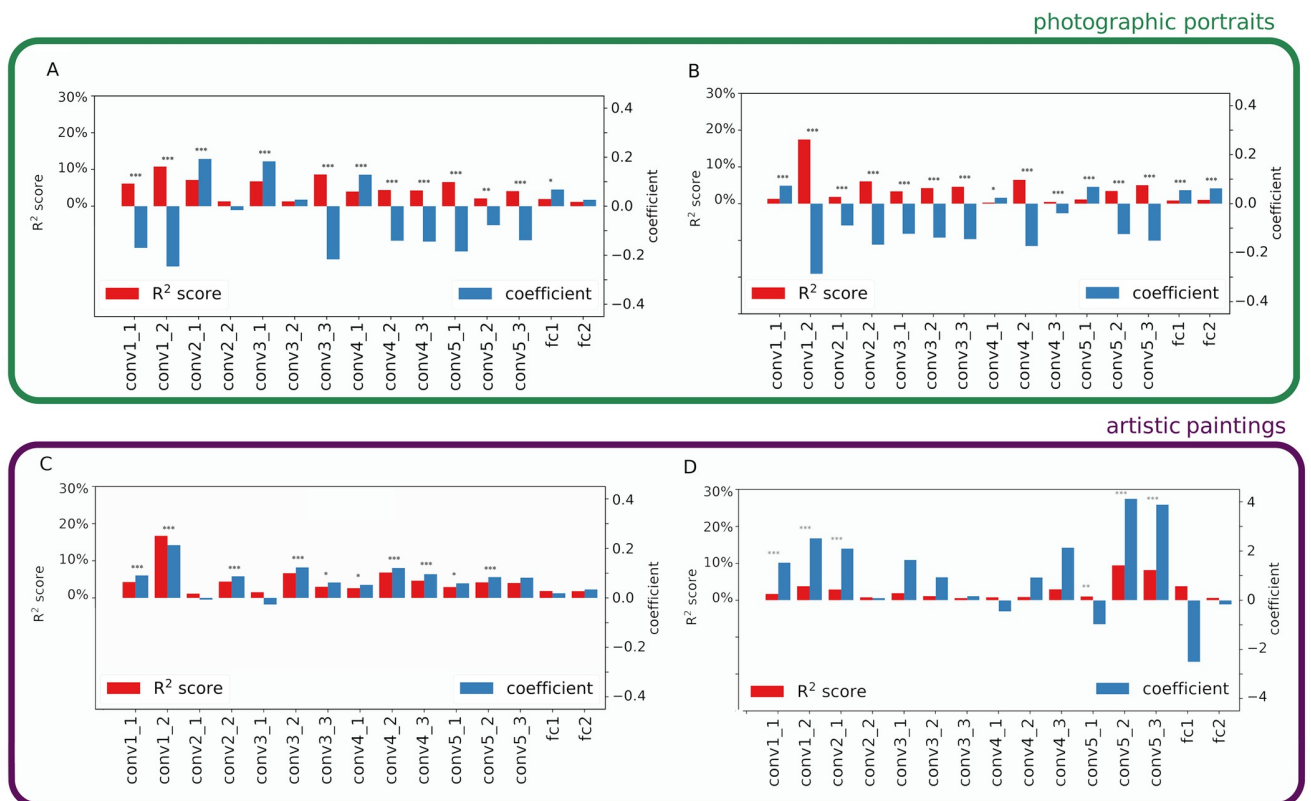 photographic portraits
A
30%
20%
10%
0%
R² score
0.4
0.2
0.0
−0.2
−0.4
coefficient
*** *** *** *** *** *** *** *** *** ** *** *
R² score
coefficient
conv1_1 conv1_2 conv2_1 conv2_2 conv3_1 conv3_2 conv3_3 conv4_1 conv4_2 conv4_3 conv5_1 conv5_2 conv5_3 fc1 fc2
B
30%
20%
10%
0%
R² score
0.4
0.2
0.0
−0.2
−0.4
coefficient
*** *** *** *** *** *** *** * *** *** *** *** *** *** ***
R² score
coefficient
conv1_1 conv1_2 conv2_1 conv2_2 conv3_1 conv3_2 conv3_3 conv4_1 conv4_2 conv4_3 conv5_1 conv5_2 conv5_3 fc1 fc2
artistic paintings
C
30%
20%
10%
0%
R² score
0.4
0.2
0.0
−0.2
−0.4
coefficient
*** *** *** *** * * *** *** * ***
R² score
coefficient
conv1_1 conv1_2 conv2_1 conv2_2 conv3_1 conv3_2 conv3_3 conv4_1 conv4_2 conv4_3 conv5_1 conv5_2 conv5_3 fc1 fc2
D
30%
20%
10%
0%
R² score
4
2
0
−2
−4
coefficient
*** *** *** ** *** ***
R² score
coefficient
conv1_1 conv1_2 conv2_1 conv2_2 conv3_1 conv3_2 conv3_3 conv4_1 conv4_2 conv4_3 conv5_1 conv5_2 conv5_3 fc1 fc2